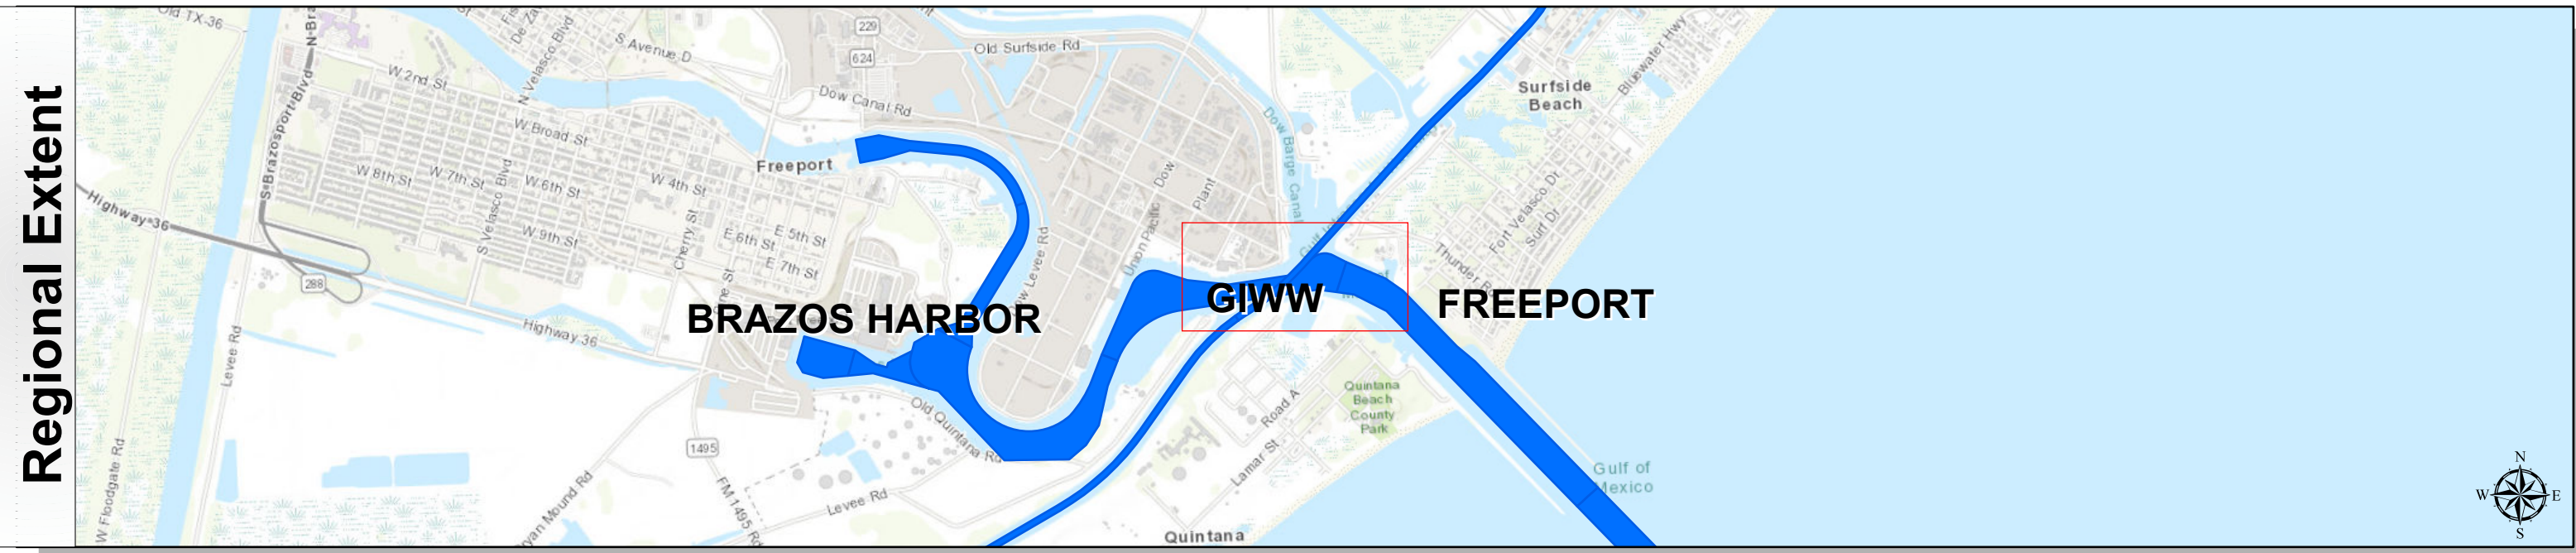 Regional Extent
Old TX-36
N Bra
St
S Avenue D
N Velasco Blvd
229
624
Old Surfside Rd
Dow Canal Rd
W 2nd St
W Broad St
S Brazosport Blvd
Freeport
W 8th St
W 7th St
W 6th St
W 4th St
S Velasco Blvd
W 9th St
Cherry St
E 5th St
E 6th St
E 7th St
Highway 36
288
Highway 36
Levee Rd
W Floodgate Rd
Dow
Plant
Union Pacific
Dow Barge Canal
Surfside
Beach
Bluewater Hwy
Fort Velasco Dr
Surf Dr
BRAZOS HARBOR
GIWW
FREEPORT
Old Quintana Rd
1495
FM 1495 Rd
Levee Rd
Road A
Lamar St
Quintana
Beach
County
Park
Quintana
Gulf of
Mexico
N
W
E
S